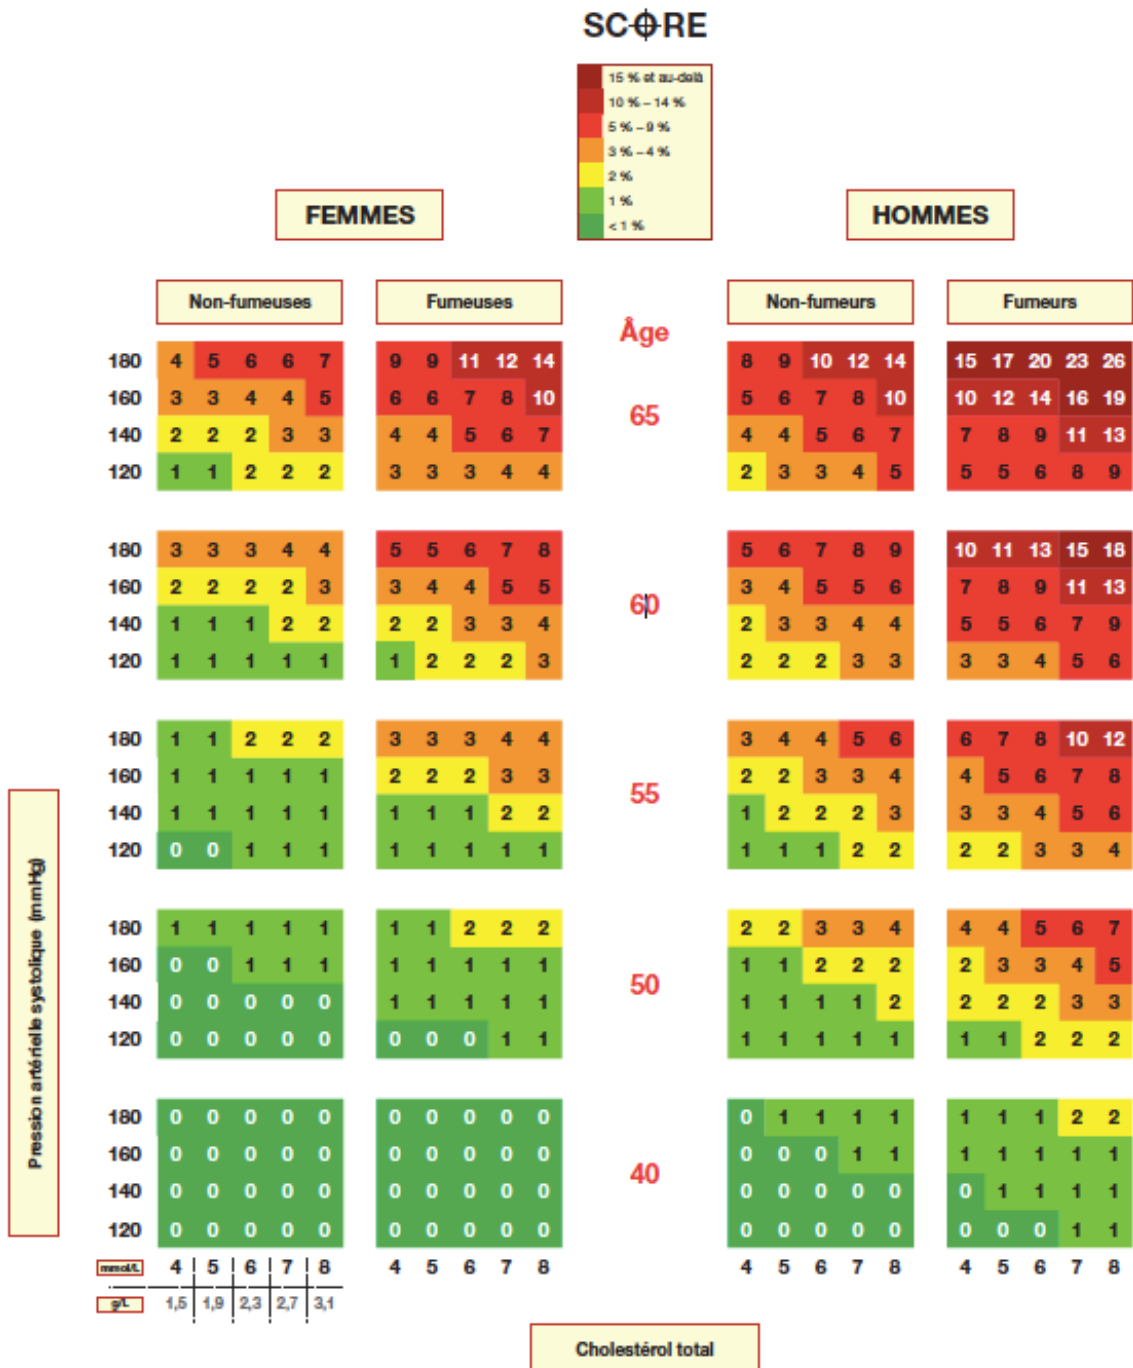 SCORE
15 % et au-delà
10 % – 14 %
5 % – 9 %
3 % – 4 %
2 %
1 %
< 1 %
FEMMES HOMMES
Non-fumeuses Fumeuses Non-fumeurs Fumeurs
Âge
180 4 5 6 6 7 9 9 11 12 14 8 9 10 12 14 15 17 20 23 26
160 3 3 4 4 5 6 6 7 8 10 5 6 7 8 10 10 12 14 16 19
65
140 2 2 2 3 3 4 4 5 6 7 4 4 5 6 7 7 8 9 11 13
120 1 1 2 2 2 3 3 3 4 4 2 3 3 4 5 5 5 6 8 9
180 3 3 3 4 4 5 5 6 7 8 5 6 7 8 9 10 11 13 15 18
160 2 2 2 2 3 3 4 4 5 5 3 4 5 5 6 7 8 9 11 13
60
140 1 1 1 2 2 2 2 3 3 4 2 3 3 4 4 5 5 6 7 9
120 1 1 1 1 1 1 2 2 2 3 2 2 2 3 3 3 3 4 5 6
180 1 1 2 2 2 3 3 3 4 4 3 4 4 5 6 6 7 8 10 12
160 1 1 1 1 1 2 2 2 3 3 2 2 3 3 4 4 5 6 7 8
55
140 1 1 1 1 1 1 1 1 2 2 1 2 2 2 3 3 3 4 5 6
120 0 0 1 1 1 1 1 1 1 1 1 1 1 2 2 2 2 3 3 4
180 1 1 1 1 1 1 1 2 2 2 2 2 3 3 4 4 4 5 6 7
160 0 0 1 1 1 1 1 1 1 1 1 1 2 2 2 2 3 3 4 5
50
140 0 0 0 0 0 1 1 1 1 1 1 1 1 1 2 2 2 2 3 3
120 0 0 0 0 0 0 0 0 1 1 1 1 1 1 1 1 1 2 2 2
180 0 0 0 0 0 0 0 0 0 0 0 1 1 1 1 1 1 1 2 2
160 0 0 0 0 0 0 0 0 0 0 0 0 0 1 1 1 1 1 1 1
40
140 0 0 0 0 0 0 0 0 0 0 0 0 0 0 0 0 1 1 1 1
120 0 0 0 0 0 0 0 0 0 0 0 0 0 0 0 0 0 0 1 1
mmol/L 4 5 6 7 8 4 5 6 7 8 4 5 6 7 8 4 5 6 7 8
g/L 1,5 1,9 2,3 2,7 3,1
Pression artérielle systolique (mmHg)
Cholestérol total